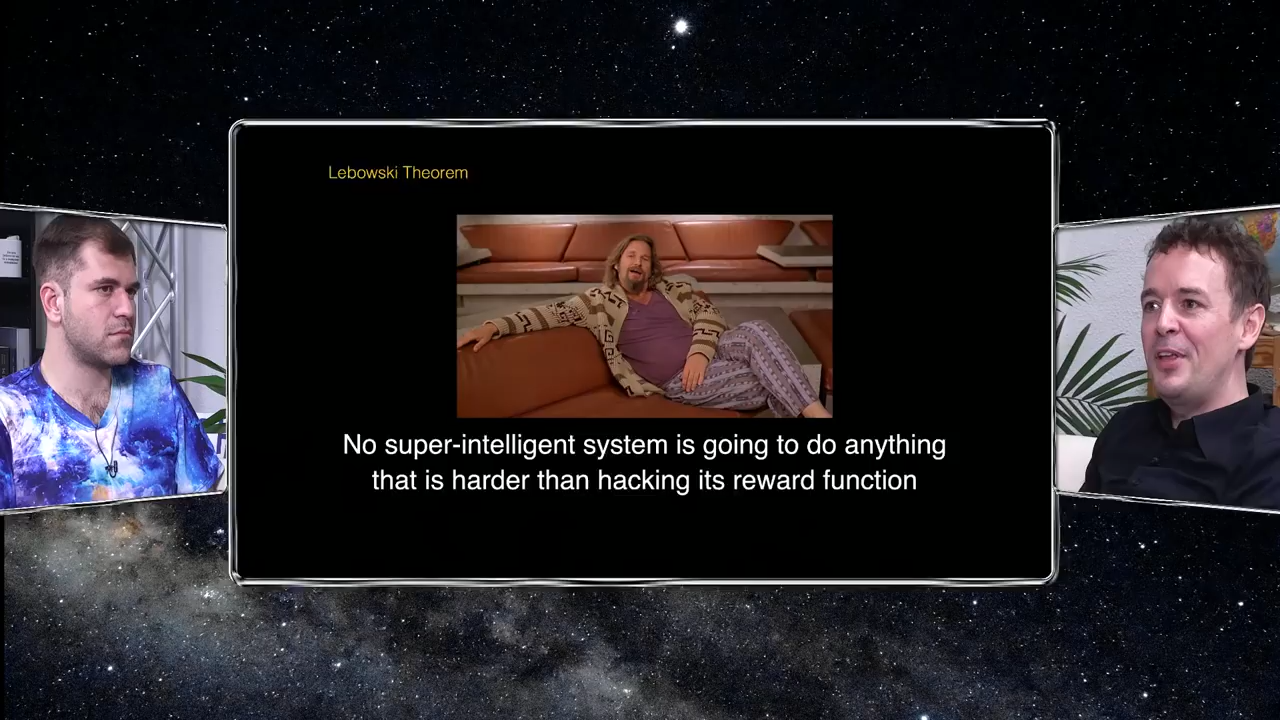 Lebowski Theorem
No super-intelligent system is going to do anything
that is harder than hacking its reward function